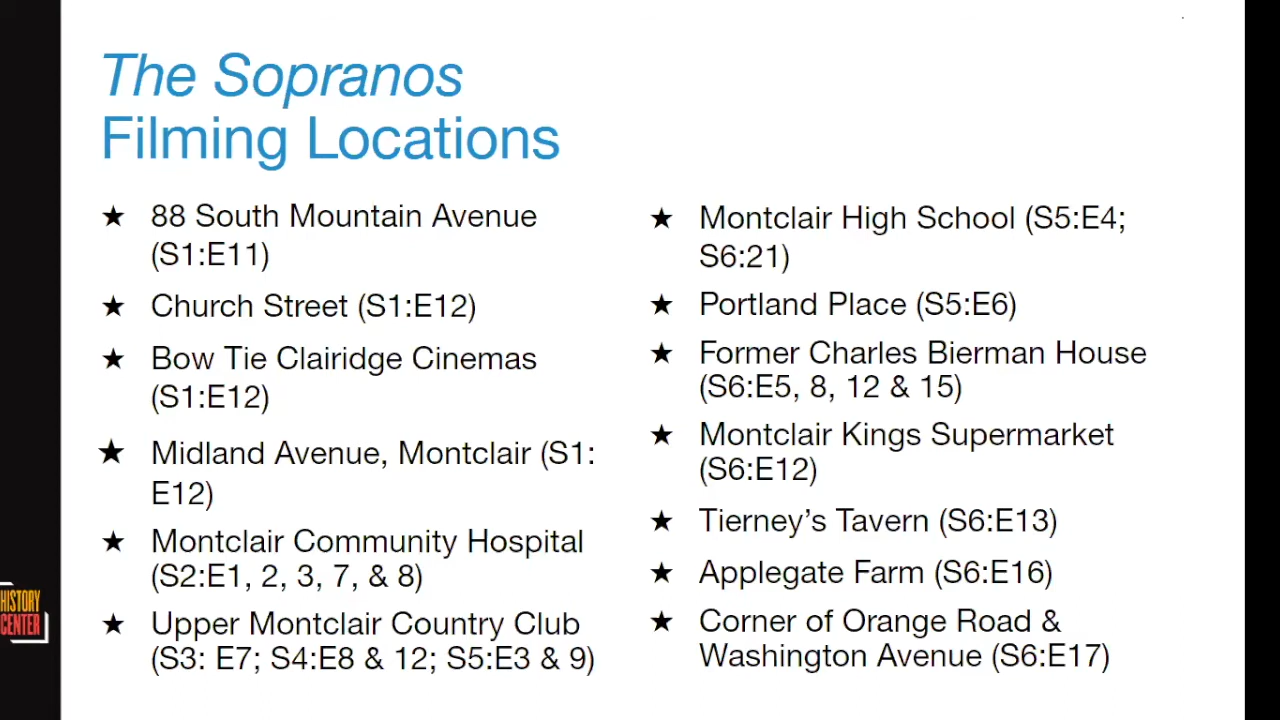 The Sopranos
Filming Locations
★ 88 South Mountain Avenue
(S1:E11)
★ Church Street (S1:E12)
★ Bow Tie Clairidge Cinemas
(S1:E12)
★ Midland Avenue, Montclair (S1:
E12)
★ Montclair Community Hospital
(S2:E1, 2, 3, 7, & 8)
★ Upper Montclair Country Club
(S3: E7; S4:E8 & 12; S5:E3 & 9)
★ Montclair High School (S5:E4;
S6:21)
★ Portland Place (S5:E6)
★ Former Charles Bierman House
(S6:E5, 8, 12 & 15)
★ Montclair Kings Supermarket
(S6:E12)
★ Tierney’s Tavern (S6:E13)
★ Applegate Farm (S6:E16)
★ Corner of Orange Road &
Washington Avenue (S6:E17)
HISTORY
CENTER